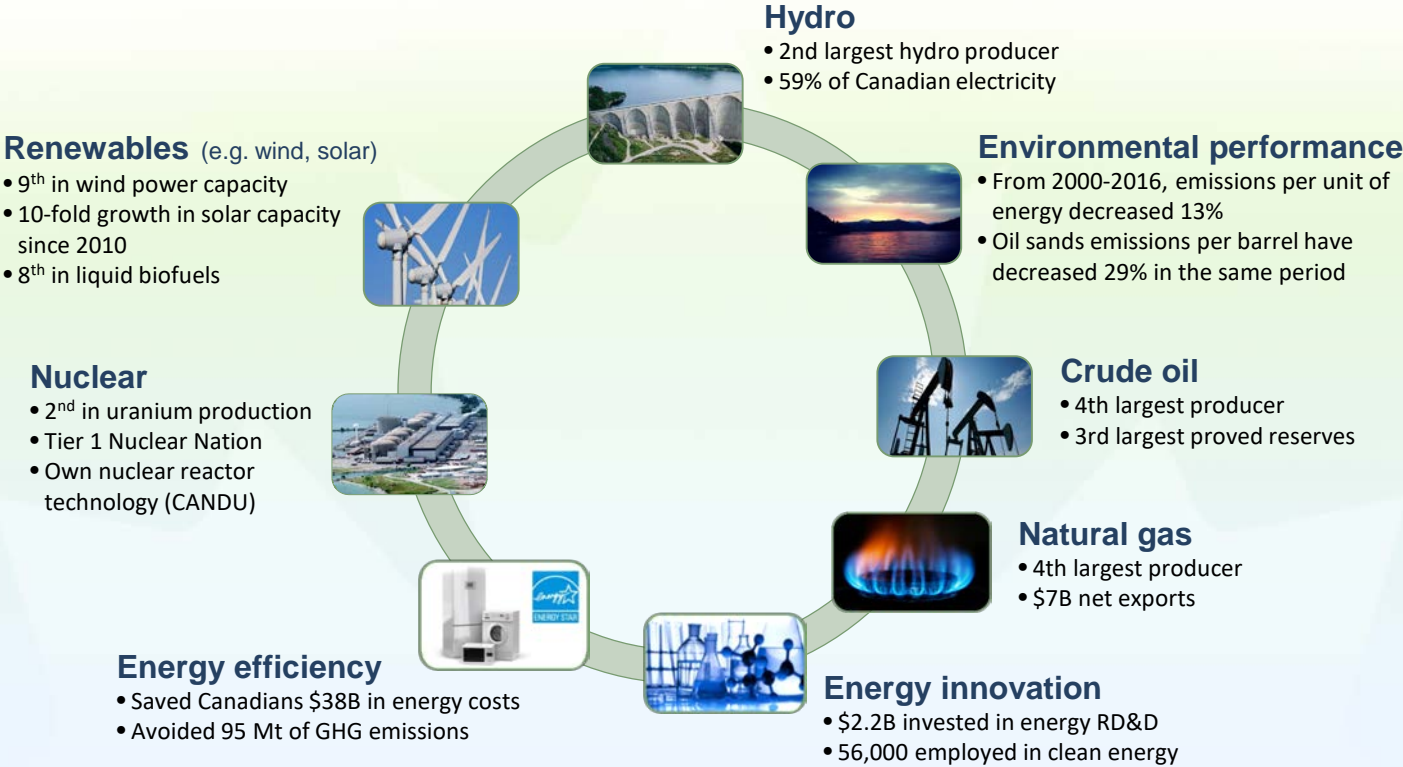 Hydro
• 2nd largest hydro producer
• 59% of Canadian electricity
Environmental performance
• From 2000-2016, emissions per unit of
energy decreased 13%
• Oil sands emissions per barrel have
decreased 29% in the same period
Crude oil
• 4th largest producer
• 3rd largest proved reserves
Natural gas
• 4th largest producer
• $7B net exports
Energy innovation
• $2.2B invested in energy RD&D
• 56,000 employed in clean energy
Energy efficiency
• Saved Canadians $38B in energy costs
• Avoided 95 Mt of GHG emissions
energy
ENERGY STAR
Nuclear
• 2nd in uranium production
• Tier 1 Nuclear Nation
• Own nuclear reactor
technology (CANDU)
Renewables (e.g. wind, solar)
• 9th in wind power capacity
• 10-fold growth in solar capacity
since 2010
• 8th in liquid biofuels